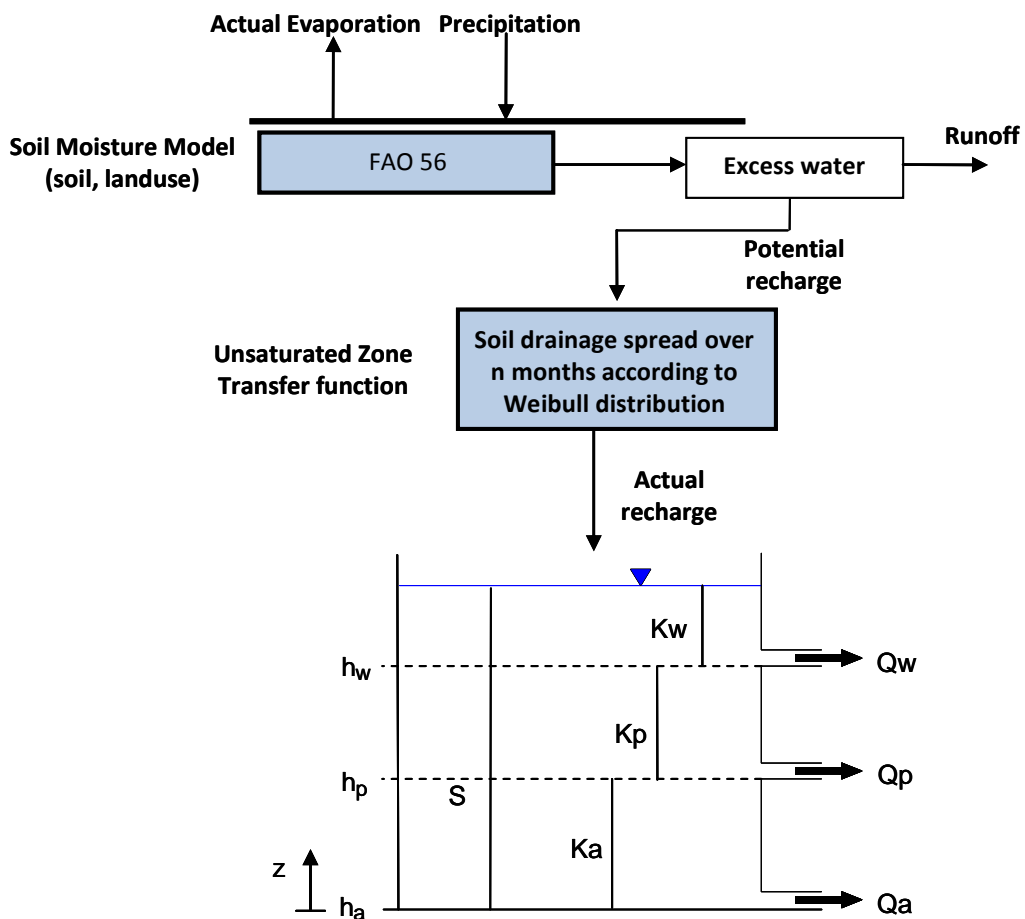 Actual Evaporation
Precipitation
Soil Moisture Model
(soil, landuse)
FAO 56
Excess water
Runoff
Potential
recharge
Unsaturated Zone
Transfer function
Soil drainage spread over
n months according to
Weibull distribution
Actual
recharge
Kw
hw
Qw
Kp
hp
S
Qp
Ka
z
ha
Qa